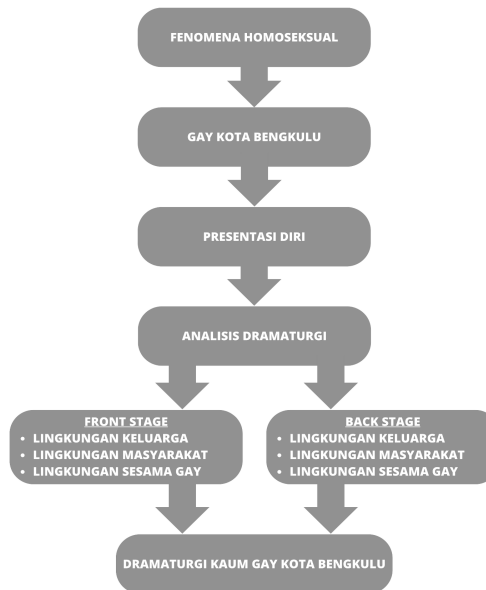 FENOMENA HOMOSEKSUAL
GAY KOTA BENGKULU
PRESENTASI DIRI
ANALISIS DRAMATURGI
FRONT STAGE
• LINGKUNGAN KELUARGA
• LINGKUNGAN MASYARAKAT
• LINGKUNGAN SESAMA GAY
BACK STAGE
• LINGKUNGAN KELUARGA
• LINGKUNGAN MASYARAKAT
• LINGKUNGAN SESAMA GAY
DRAMATURGI KAUM GAY KOTA BENGKULU